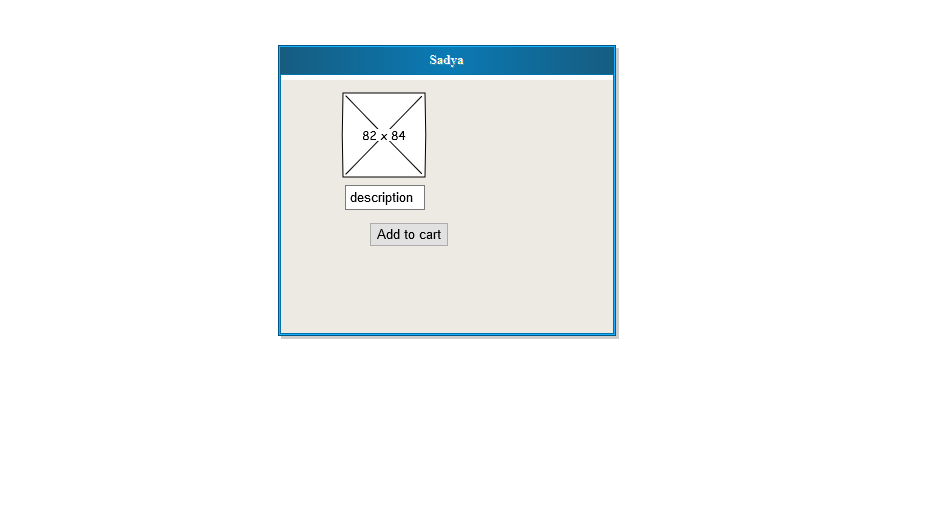 Sadya
82 x 84
description
Add to cart